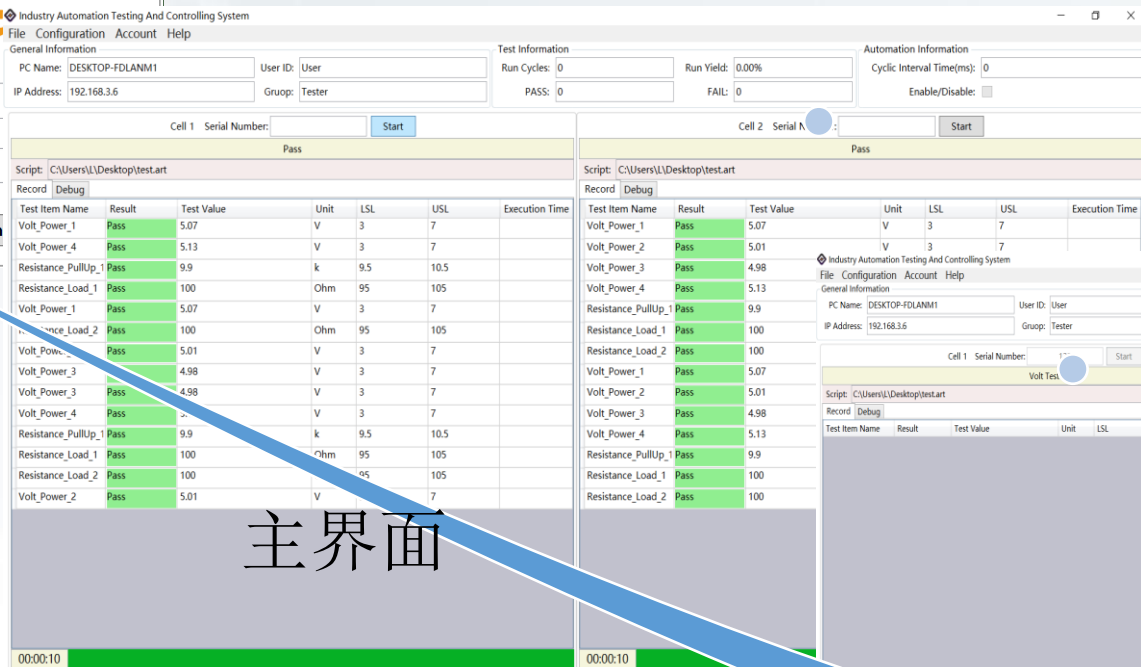 Industry Automation Testing And Controlling System
File Configuration Account Help
General Information Test Information Automation Information
PC Name: DESKTOP-FDLANM1 User ID: User Run Cycles: 0 Run Yield: 0.00% Cyclic Interval Time(ms): 0
IP Address: 192.168.3.6 Gruop: Tester PASS: 0 FAIL: 0 Enable/Disable:
Cell 1 Serial Number: Start
Pass
Script: C:\Users\L\Desktop\test.art
Record Debug
Test Item Name Result Test Value Unit LSL USL Execution Time
Volt_Power_1 Pass 5.07 V 3 7
Volt_Power_4 Pass 5.13 V 3 7
Resistance_PullUp_1 Pass 9.9 k 9.5 10.5
Resistance_Load_1 Pass 100 Ohm 95 105
Volt_Power_1 Pass 5.07 V 3 7
Load_2 Pass 100 Ohm 95 105
Pass 5.01 V 3 7
Volt_Power_3 4.98 V 3 7
Volt_Power_3 Pass 4.98 V 3 7
Volt_Power_4 Pass V 3 7
Resistance_PullUp_1 Pass 9.9 k 9.5 10.5
Resistance_Load_1 Pass 100 Ohm 95 105
Resistance_Load_2 Pass 100 95 105
Volt_Power_2 Pass 5.01 V 7
主界面
00:00:10
Cell 2 Serial Start
Pass
Script: C:\Users\L\Desktop\test.art
Record Debug
Test Item Name Result Test Value Unit LSL USL Execution Time
Volt_Power_1 Pass 5.07 V 3 7
Volt_Power_2 Pass 5.01 V 3 7
Volt_Power_3 Pass 4.98
Volt_Power_4 Pass 5.13
Resistance_PullUp_1 Pass 9.9
Resistance_Load_1 Pass 100
Resistance_Load_2 Pass 100
Volt_Power_1 Pass 5.07
Volt_Power_2 Pass 5.01
Volt_Power_3 Pass 4.98
Volt_Power_4 Pass 5.13
Resistance_PullUp_1 Pass 9.9
Resistance_Load_1 Pass 100
Resistance_Load_2 Pass 100
00:00:10
Industry Automation Testing And Controlling System
File Configuration Account Help
General Information
PC Name: DESKTOP-FDLANM1 User ID: User
IP Address: 192.168.3.6 Gruop: Tester
Cell 1 Serial Number: Start
Volt
Script: C:\Users\L\Desktop\test.art
Record Debug
Test Item Name Result Test Value Unit LSL